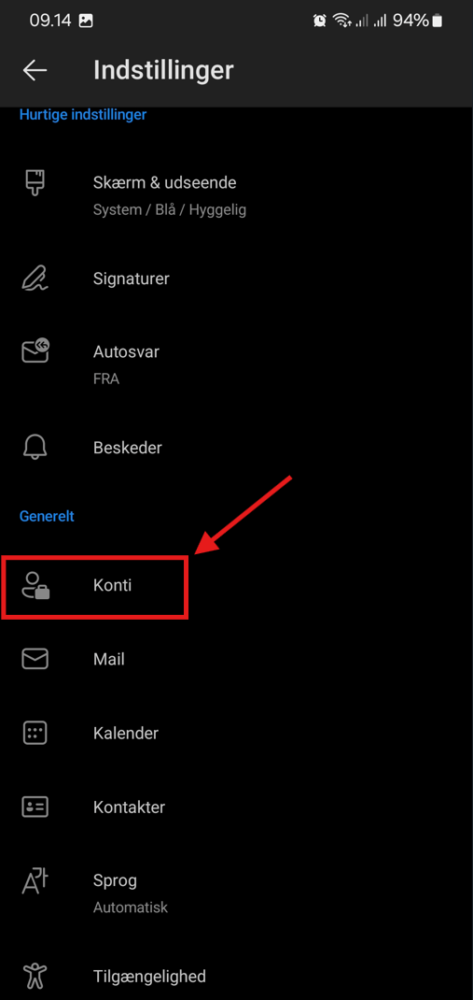 09.14
94%
Indstillinger
Hurtige indstillinger
Skærm & udseende
System / Blå / Hyggelig
Signaturer
Autosvar
FRA
Beskeder
Generelt
Konti
Mail
Kalender
Kontakter
Sprog
Automatisk
Tilgængelighed